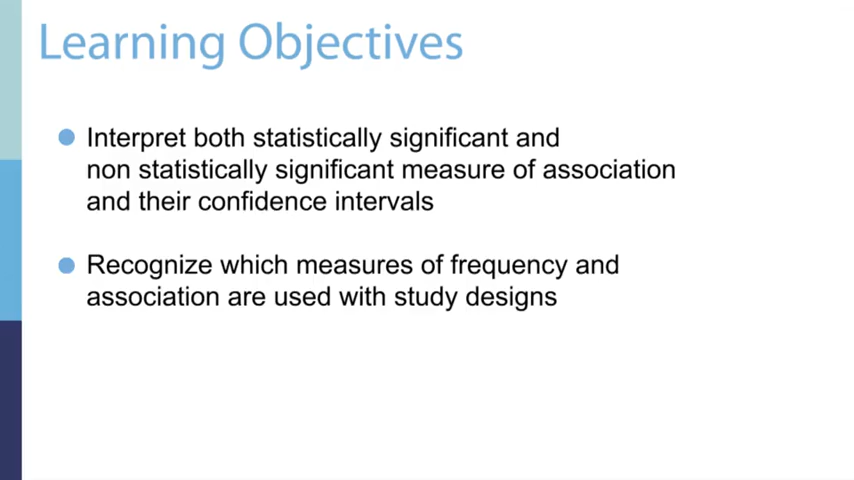 Learning Objectives
Interpret both statistically significant and
non statistically significant measure of association
and their confidence intervals
Recognize which measures of frequency and
association are used with study designs